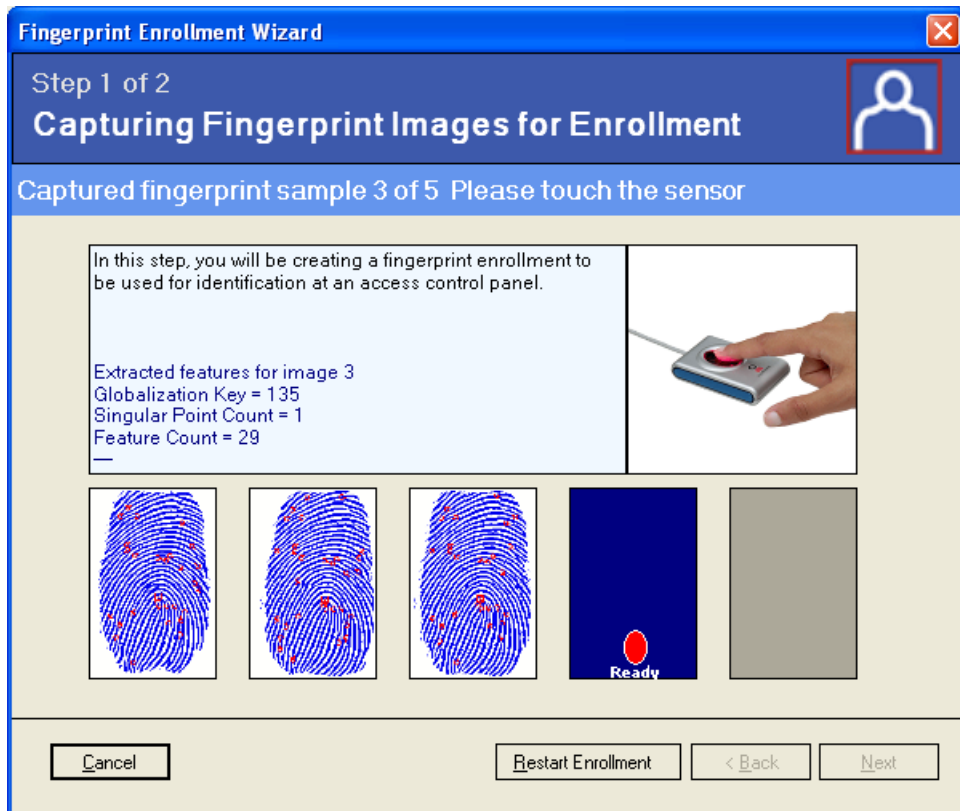 Fingerprint Enrollment Wizard
Step 1 of 2
Capturing Fingerprint Images for Enrollment
Captured fingerprint sample 3 of 5 Please touch the sensor
In this step, you will be creating a fingerprint enrollment to
be used for identification at an access control panel.
Extracted features for image 3
Globalization Key = 135
Singular Point Count = 1
Feature Count = 29
Ready
Cancel
Restart Enrollment
< Back
Next